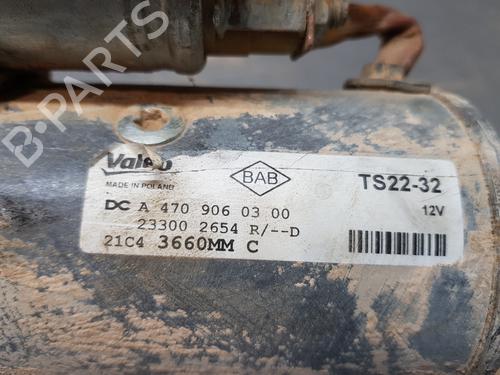 B-PARTS
Valeo
MADE IN POLAND
BAB
TS22-32
12V
DC A 470 906 03 00
23300 2654 R/--D
21C4 3660MM C